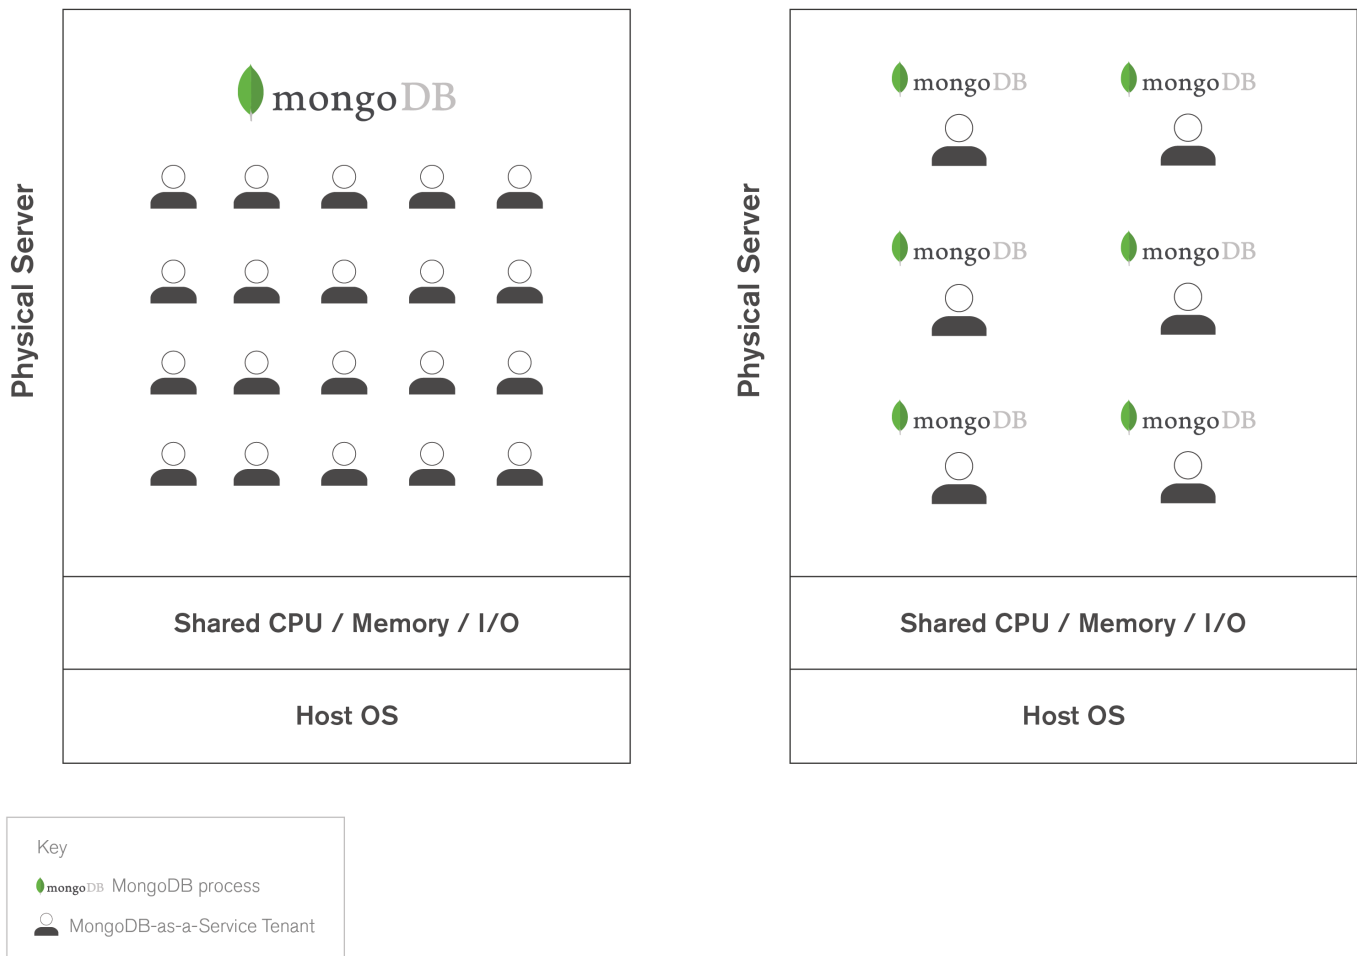 Physical Server
mongoDB
Shared CPU / Memory / I/O
Host OS
Physical Server
mongoDB mongoDB
mongoDB mongoDB
mongoDB mongoDB
Shared CPU / Memory / I/O
Host OS
Key
mongoDB MongoDB process
MongoDB-as-a-Service Tenant